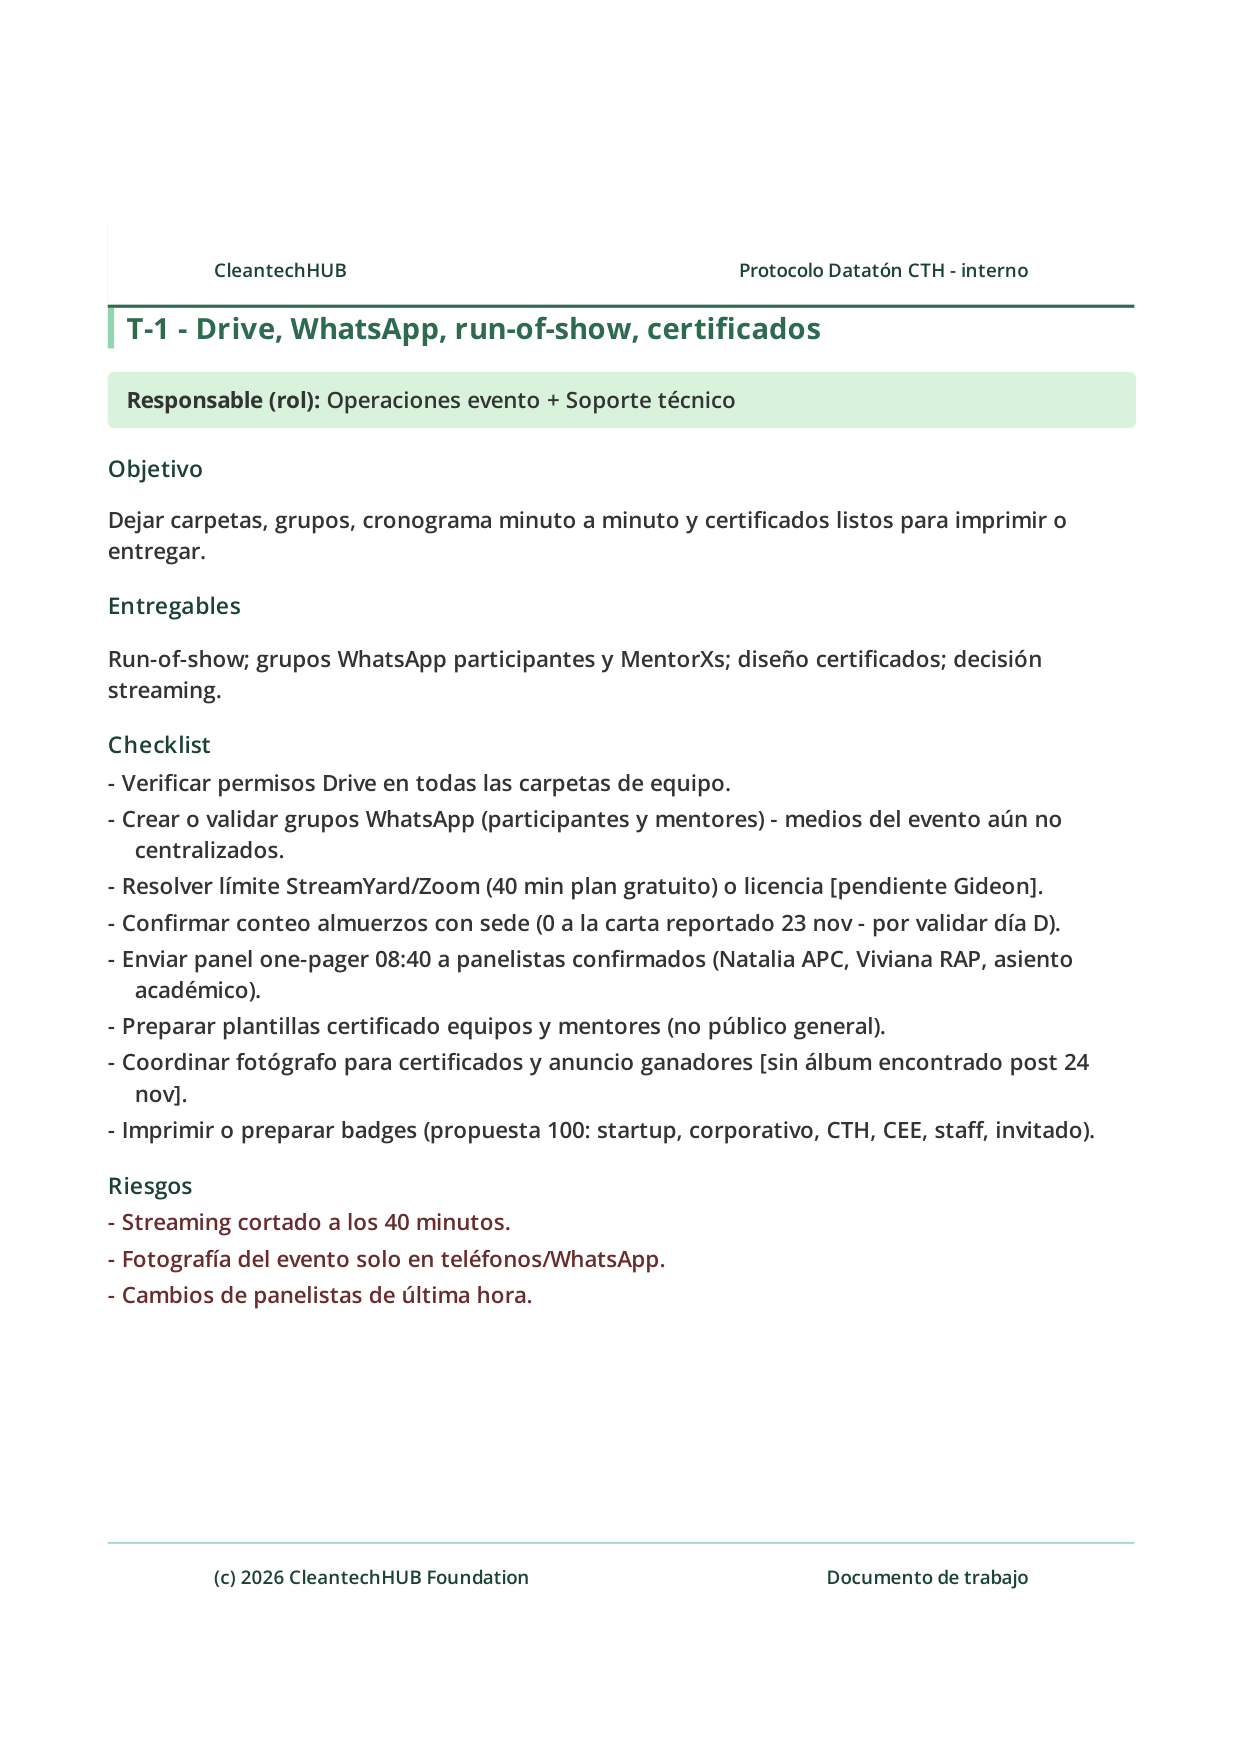 CleantechHUB
Protocolo Datatón CTH - interno
T-1 - Drive, WhatsApp, run-of-show, certificados
Responsable (rol): Operaciones evento + Soporte técnico
Objetivo
Dejar carpetas, grupos, cronograma minuto a minuto y certificados listos para imprimir o
entregar.
Entregables
Run-of-show; grupos WhatsApp participantes y MentorXs; diseño certificados; decisión
streaming.
Checklist
- Verificar permisos Drive en todas las carpetas de equipo.
- Crear o validar grupos WhatsApp (participantes y mentores) - medios del evento aún no
centralizados.
- Resolver límite StreamYard/Zoom (40 min plan gratuito) o licencia [pendiente Gideon].
- Confirmar conteo almuerzos con sede (0 a la carta reportado 23 nov - por validar día D).
- Enviar panel one-pager 08:40 a panelistas confirmados (Natalia APC, Viviana RAP, asiento
académico).
- Preparar plantillas certificado equipos y mentores (no público general).
- Coordinar fotógrafo para certificados y anuncio ganadores [sin álbum encontrado post 24
nov].
- Imprimir o preparar badges (propuesta 100: startup, corporativo, CTH, CEE, staff, invitado).
Riesgos
- Streaming cortado a los 40 minutos.
- Fotografía del evento solo en teléfonos/WhatsApp.
- Cambios de panelistas de última hora.
(c) 2026 CleantechHUB Foundation
Documento de trabajo